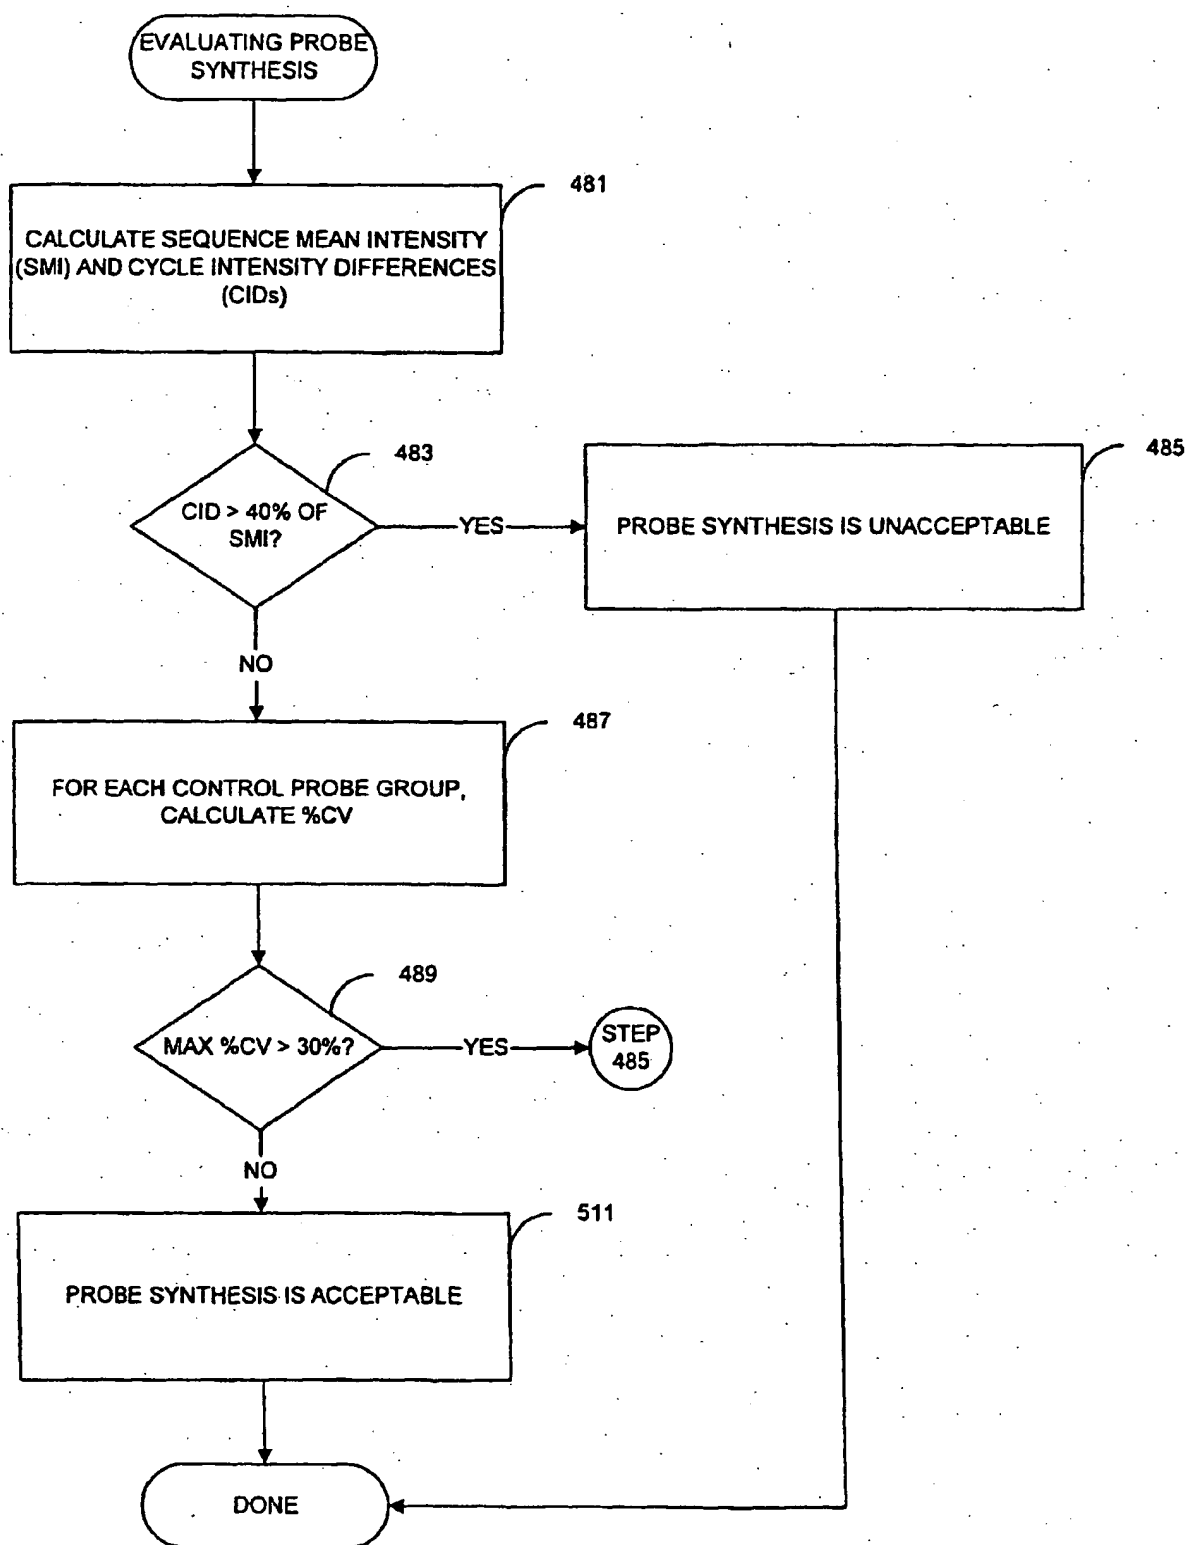 EVALUATING PROBE
SYNTHESIS
481
CALCULATE SEQUENCE MEAN INTENSITY
(SMI) AND CYCLE INTENSITY DIFFERENCES
(CIDs)
483
CID > 40% OF
SMI?
YES
485
PROBE SYNTHESIS IS UNACCEPTABLE
NO
487
FOR EACH CONTROL PROBE GROUP,
CALCULATE %CV
489
MAX %CV > 30%?
YES
STEP
485
NO
511
PROBE SYNTHESIS IS ACCEPTABLE
DONE